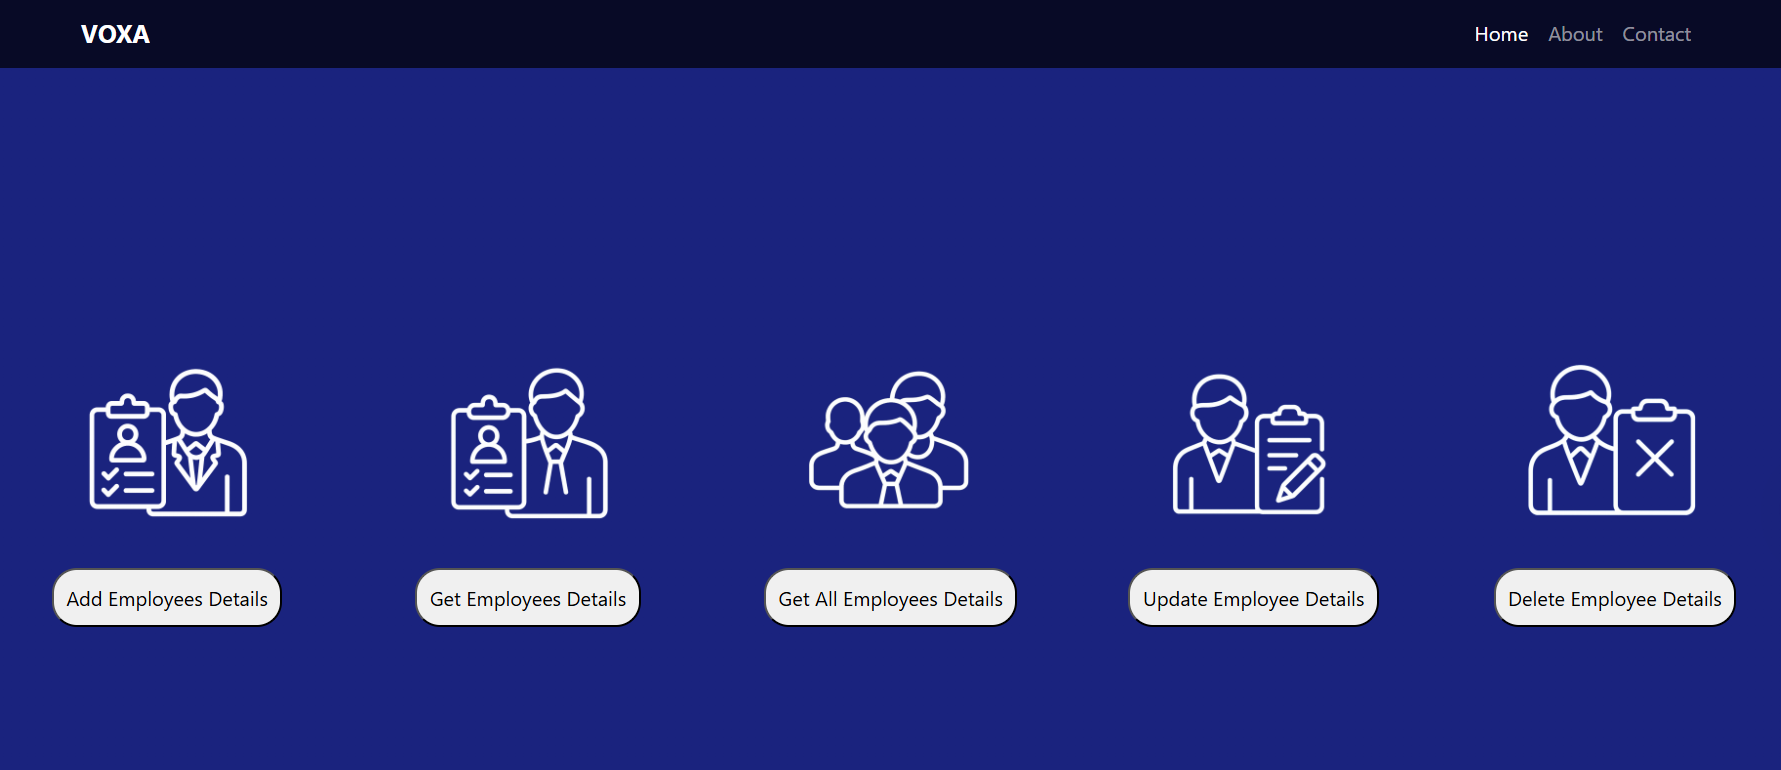 VOXA
Home About Contact
Add Employees Details
Get Employees Details
Get All Employees Details
Update Employee Details
Delete Employee Details